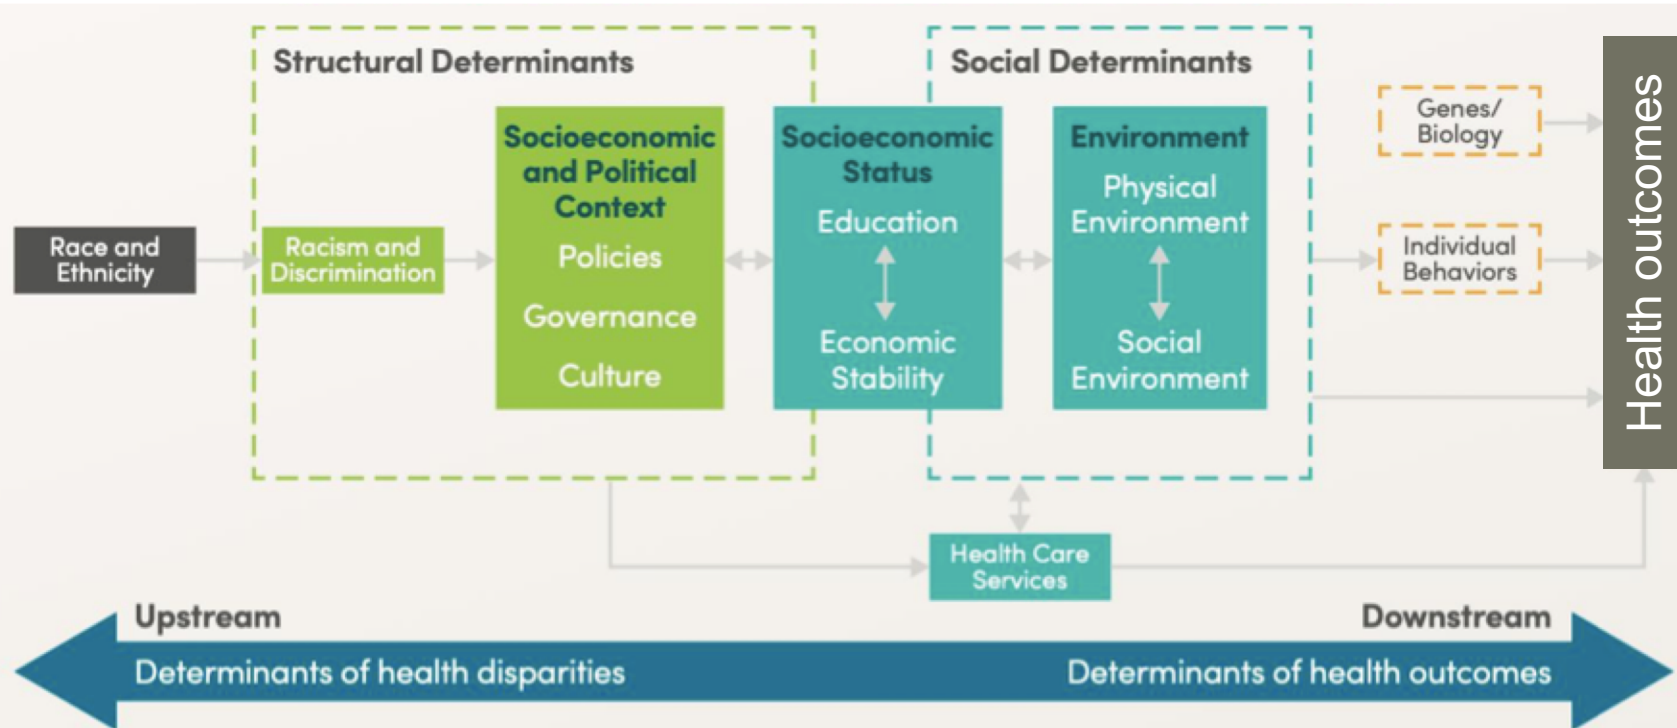 Structural Determinants
Social Determinants
Race and
Ethnicity
Racism and
Discrimination
Socioeconomic
and Political
Context
Policies
Governance
Culture
Socioeconomic
Status
Education
Economic
Stability
Environment
Physical
Environment
Social
Environment
Genes/
Biology
Individual
Behaviors
Health outcomes
Health Care
Services
Upstream
Downstream
Determinants of health disparities
Determinants of health outcomes